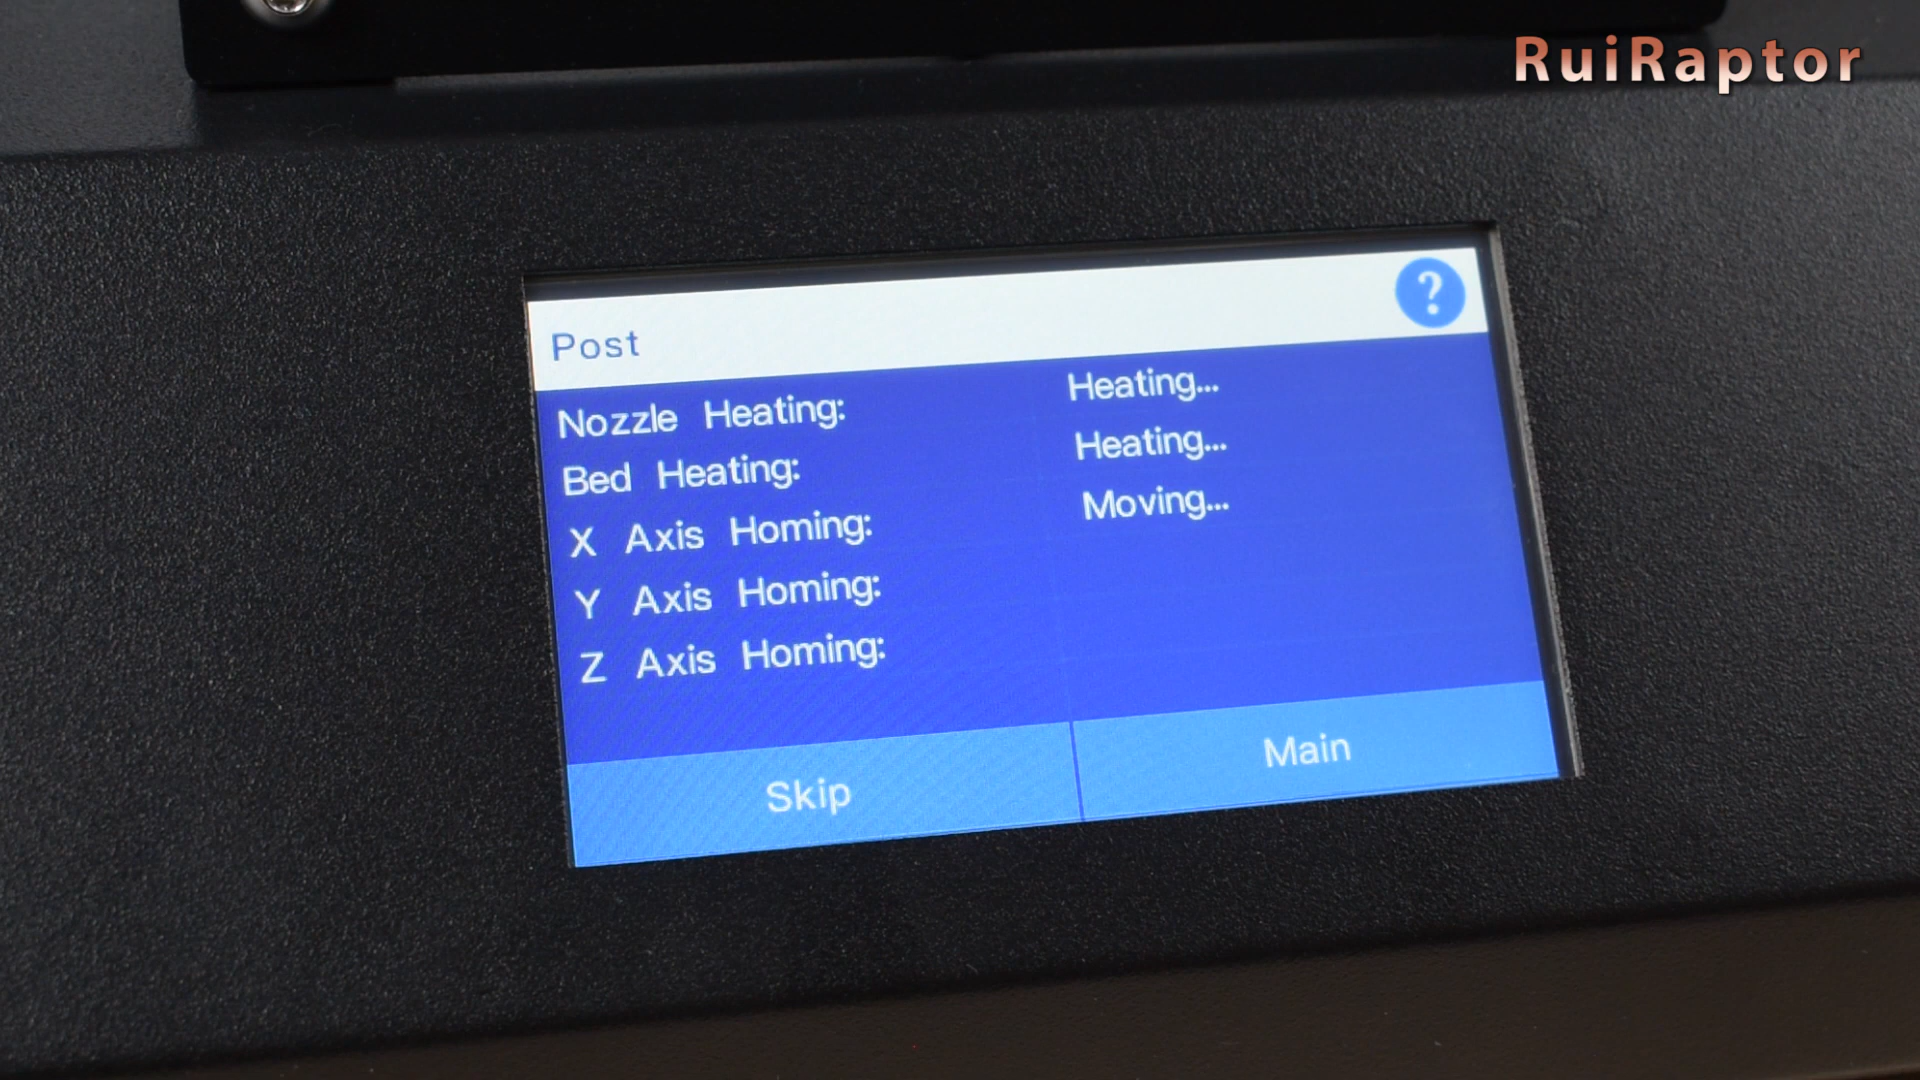 RuiRaptor
Post ?
Nozzle Heating: Heating...
Bed Heating: Heating...
X Axis Homing: Moving...
Y Axis Homing:
Z Axis Homing:
Skip Main